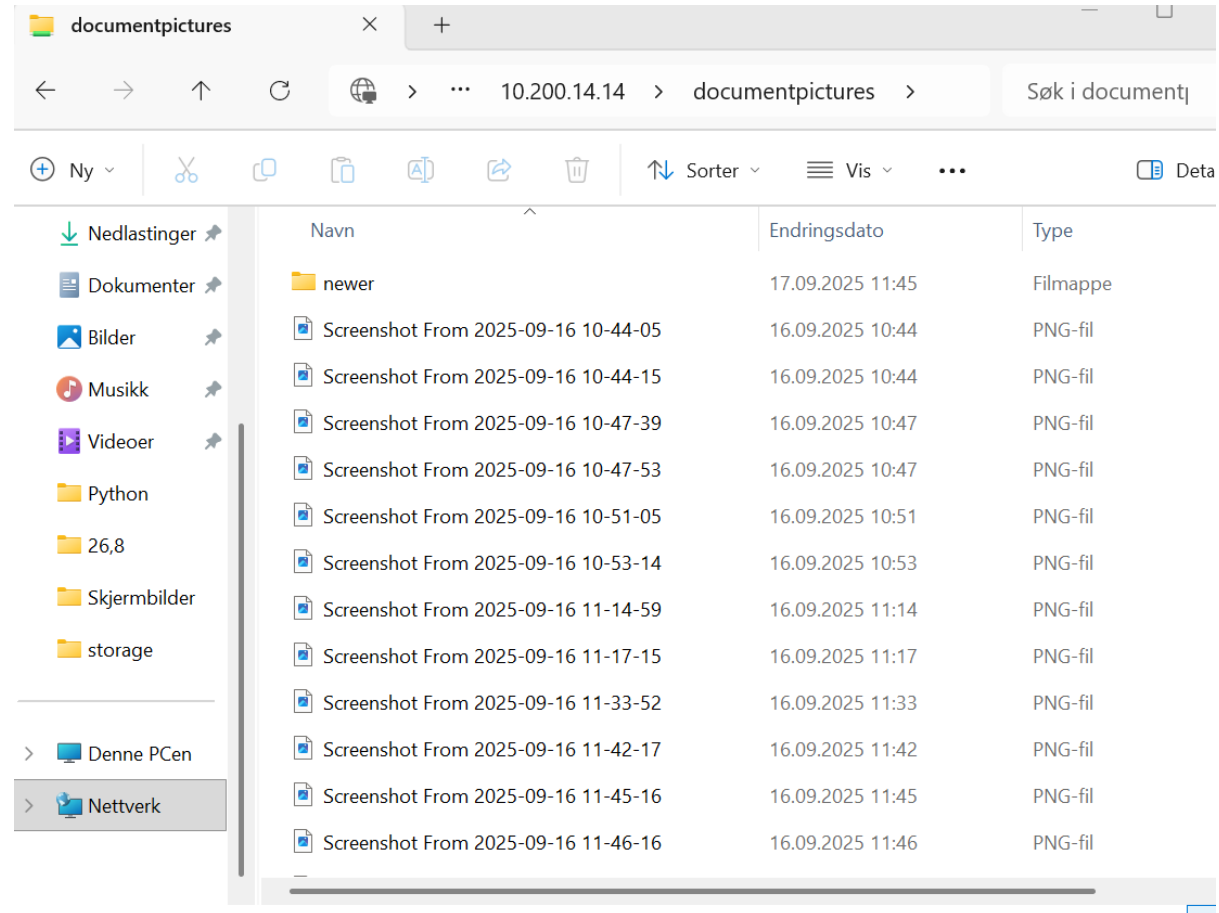 documentpictures
10.200.14.14 > documentpictures >
Søk i document
Ny
Sorter
Vis
Nedlastinger
Dokumenter
Bilder
Musikk
Videoer
Python
26,8
Skjermbilder
storage
Denne PCen
Nettverk
Navn Endringsdato Type
newer 17.09.2025 11:45 Filmappe
Screenshot From 2025-09-16 10-44-05 16.09.2025 10:44 PNG-fil
Screenshot From 2025-09-16 10-44-15 16.09.2025 10:44 PNG-fil
Screenshot From 2025-09-16 10-47-39 16.09.2025 10:47 PNG-fil
Screenshot From 2025-09-16 10-47-53 16.09.2025 10:47 PNG-fil
Screenshot From 2025-09-16 10-51-05 16.09.2025 10:51 PNG-fil
Screenshot From 2025-09-16 10-53-14 16.09.2025 10:53 PNG-fil
Screenshot From 2025-09-16 11-14-59 16.09.2025 11:14 PNG-fil
Screenshot From 2025-09-16 11-17-15 16.09.2025 11:17 PNG-fil
Screenshot From 2025-09-16 11-33-52 16.09.2025 11:33 PNG-fil
Screenshot From 2025-09-16 11-42-17 16.09.2025 11:42 PNG-fil
Screenshot From 2025-09-16 11-45-16 16.09.2025 11:45 PNG-fil
Screenshot From 2025-09-16 11-46-16 16.09.2025 11:46 PNG-fil